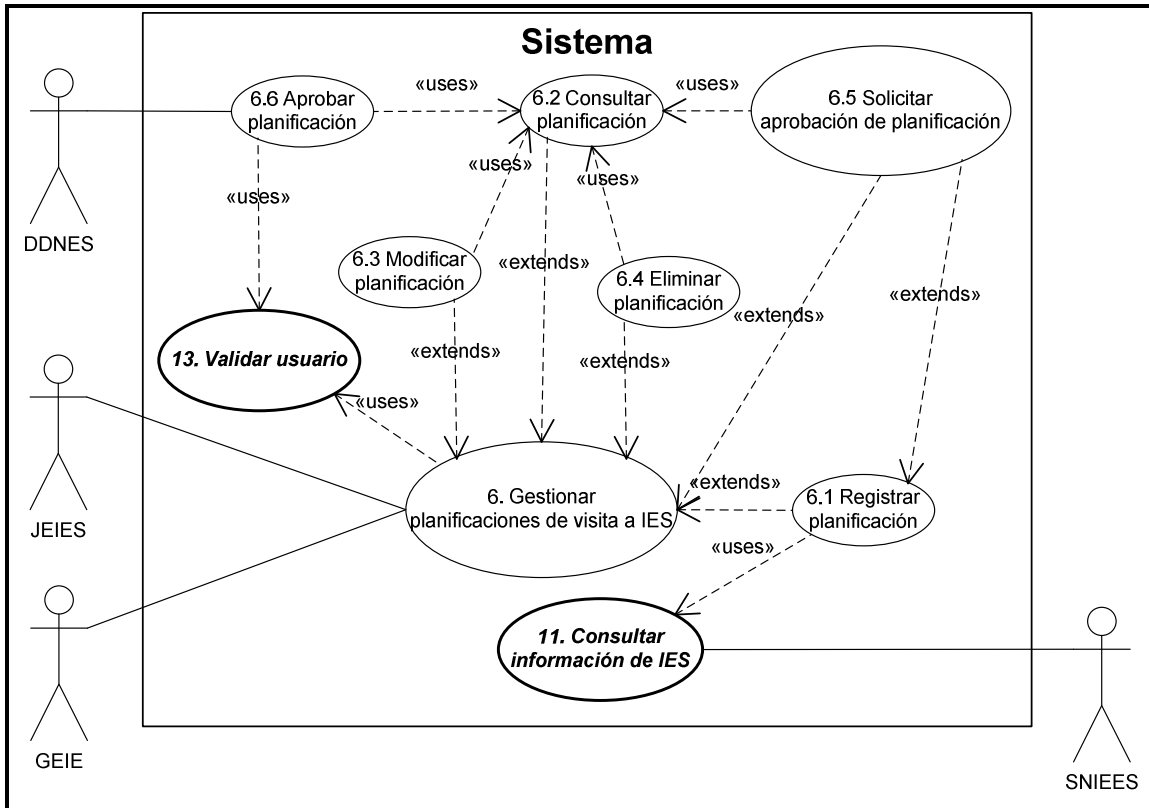 Sistema
6.6 Aprobar
planificación
«uses»
6.2 Consultar
planificación
«uses»
6.5 Solicitar
aprobación de planificación
DDNES
«uses»
«uses»
«uses»
6.3 Modificar
planificación
«extends»
6.4 Eliminar
planificación
«extends»
«extends»
13. Validar usuario
«extends»
«extends»
«uses»
JEIES
6. Gestionar
planificaciones de visita a IES
«extends»
6.1 Registrar
planificación
«uses»
11. Consultar
información de IES
GEIE
SNIEES